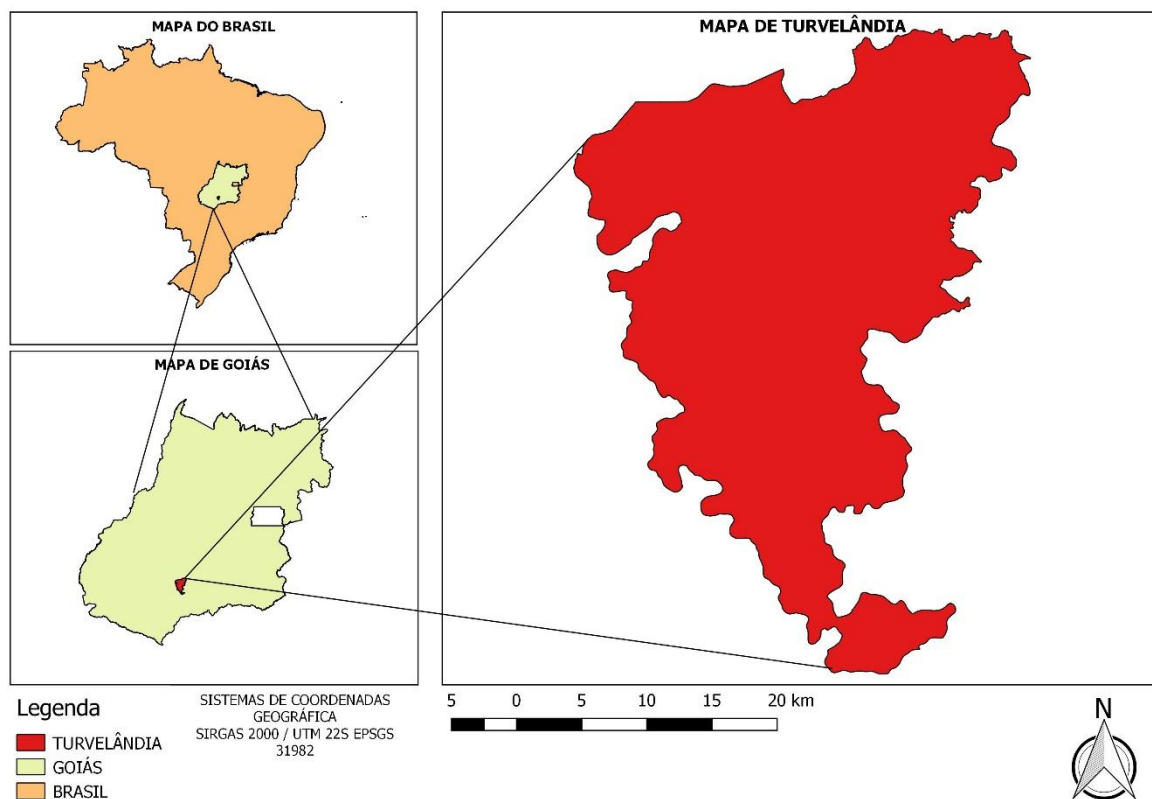 MAPA DO BRASIL
MAPA DE TURVELÂNDIA
MAPA DE GOIÁS
Legenda
TURVELÂNDIA
GOIÁS
BRASIL
SISTEMAS DE COORDENADAS
GEOGRÁFICA
SIRGAS 2000 / UTM 22S EPSGS
31982
5 0 5 10 15 20 km
N